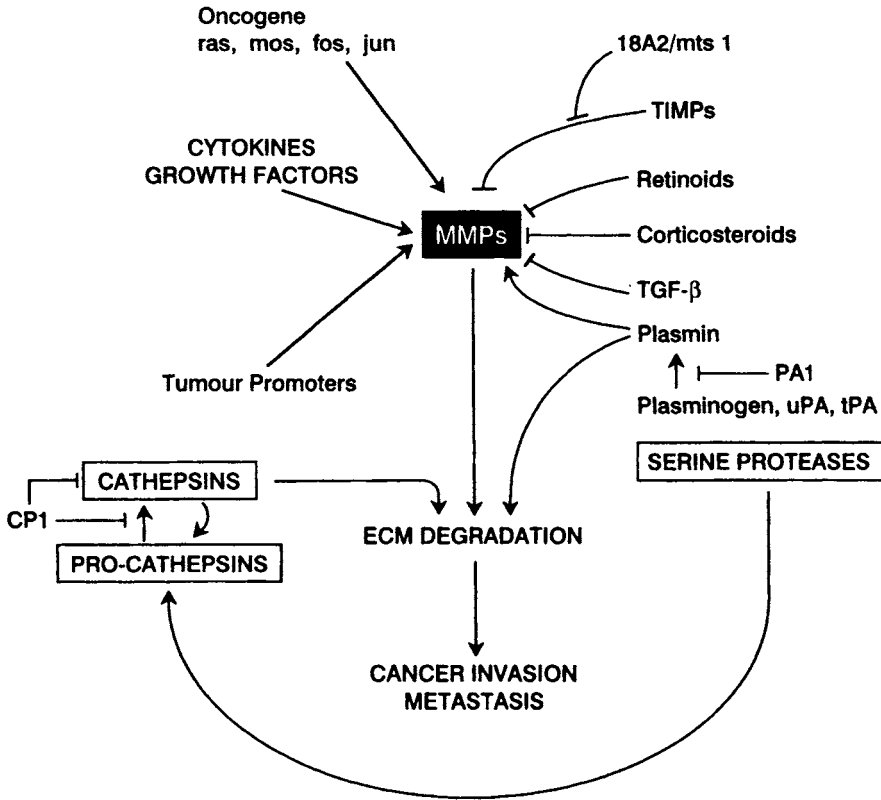 Oncogene
ras, mos, fos, jun
18A2/mts 1
TIMPs
CYTOKINES
GROWTH FACTORS
Retinoids
MMPs
Corticosteroids
TGF-β
Plasmin
Tumour Promoters
PA1
Plasminogen, uPA, tPA
SERINE PROTEASES
CATHEPSINS
CP1
ECM DEGRADATION
PRO-CATHEPSINS
CANCER INVASION
METASTASIS